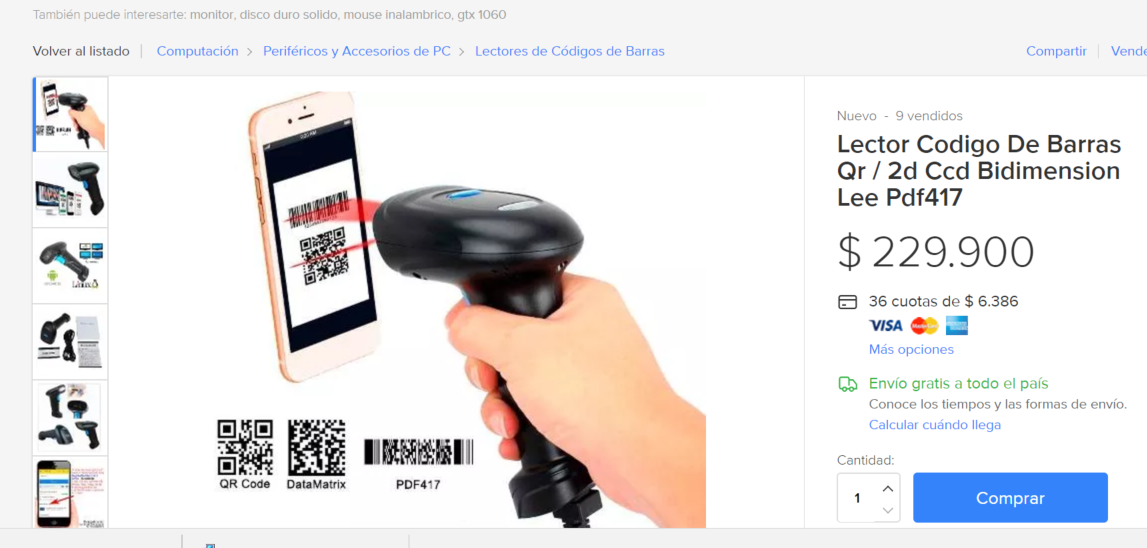 También puede interesarte: monitor, disco duro solido, mouse inalambrico, gtx 1060
Volver al listado | Computación > Periféricos y Accesorios de PC > Lectores de Códigos de Barras
Compartir | Vende
Nuevo - 9 vendidos
Lector Codigo De Barras
Qr / 2d Ccd Bidimension
Lee Pdf417
$ 229.900
36 cuotas de $ 6.386
VISA MasterCard
Más opciones
Envío gratis a todo el país
Conoce los tiempos y las formas de envío.
Calcular cuándo llega
Cantidad:
1 Comprar
QR Code DataMatrix PDF417